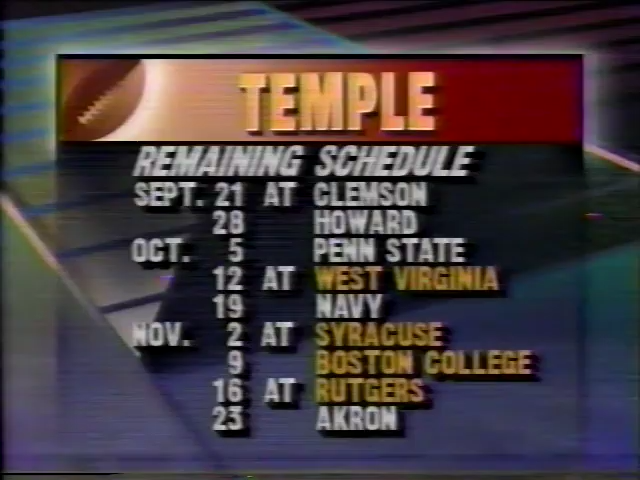 TEMPLE
REMAINING SCHEDULE
SEPT. 21 AT CLEMSON
28 HOWARD
OCT. 5 PENN STATE
12 AT WEST VIRGINIA
19 NAVY
NOV. 2 AT SYRACUSE
9 BOSTON COLLEGE
16 AT RUTGERS
23 AKRON